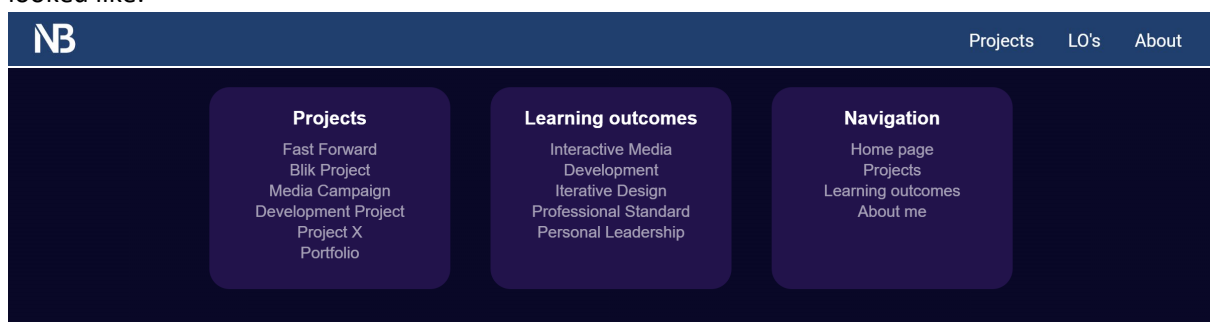 looked like:
NB
Projects LO's About
Projects
Fast Forward
Blik Project
Media Campaign
Development Project
Project X
Portfolio
Learning outcomes
Interactive Media
Development
Iterative Design
Professional Standard
Personal Leadership
Navigation
Home page
Projects
Learning outcomes
About me